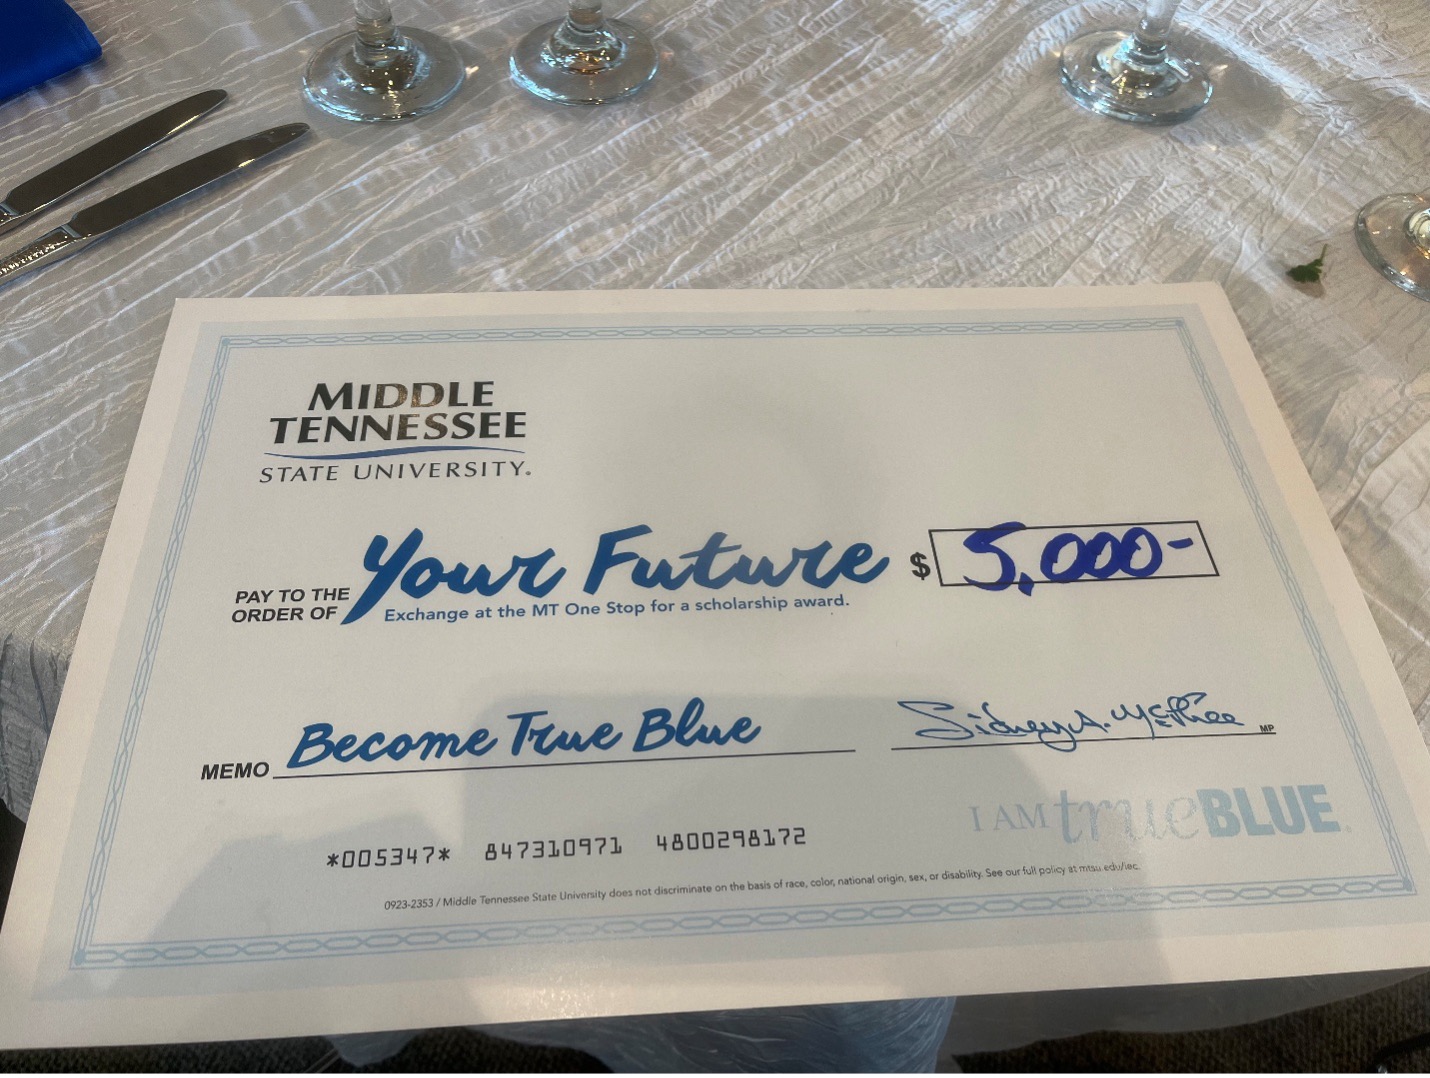 MIDDLE
TENNESSEE
STATE UNIVERSITY.
PAY TO THE
ORDER OF
Your Future
$ 5,000-
Exchange at the MT One Stop for a scholarship award.
MEMO Become True Blue
Sidney A. McPhee MP
I AM trueBLUE.
*005347* 847310971 4800298172
0923-2353 / Middle Tennessee State University does not discriminate on the basis of race, color, national origin, sex, or disability. See our full policy at mtsu.edu/iec.